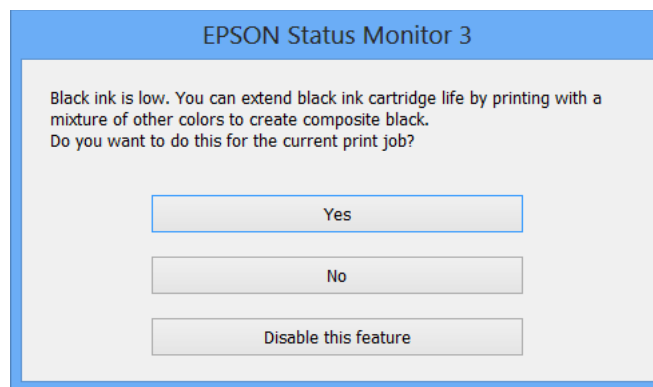 EPSON Status Monitor 3
Black ink is low. You can extend black ink cartridge life by printing with a
mixture of other colors to create composite black.
Do you want to do this for the current print job?
Yes
No
Disable this feature